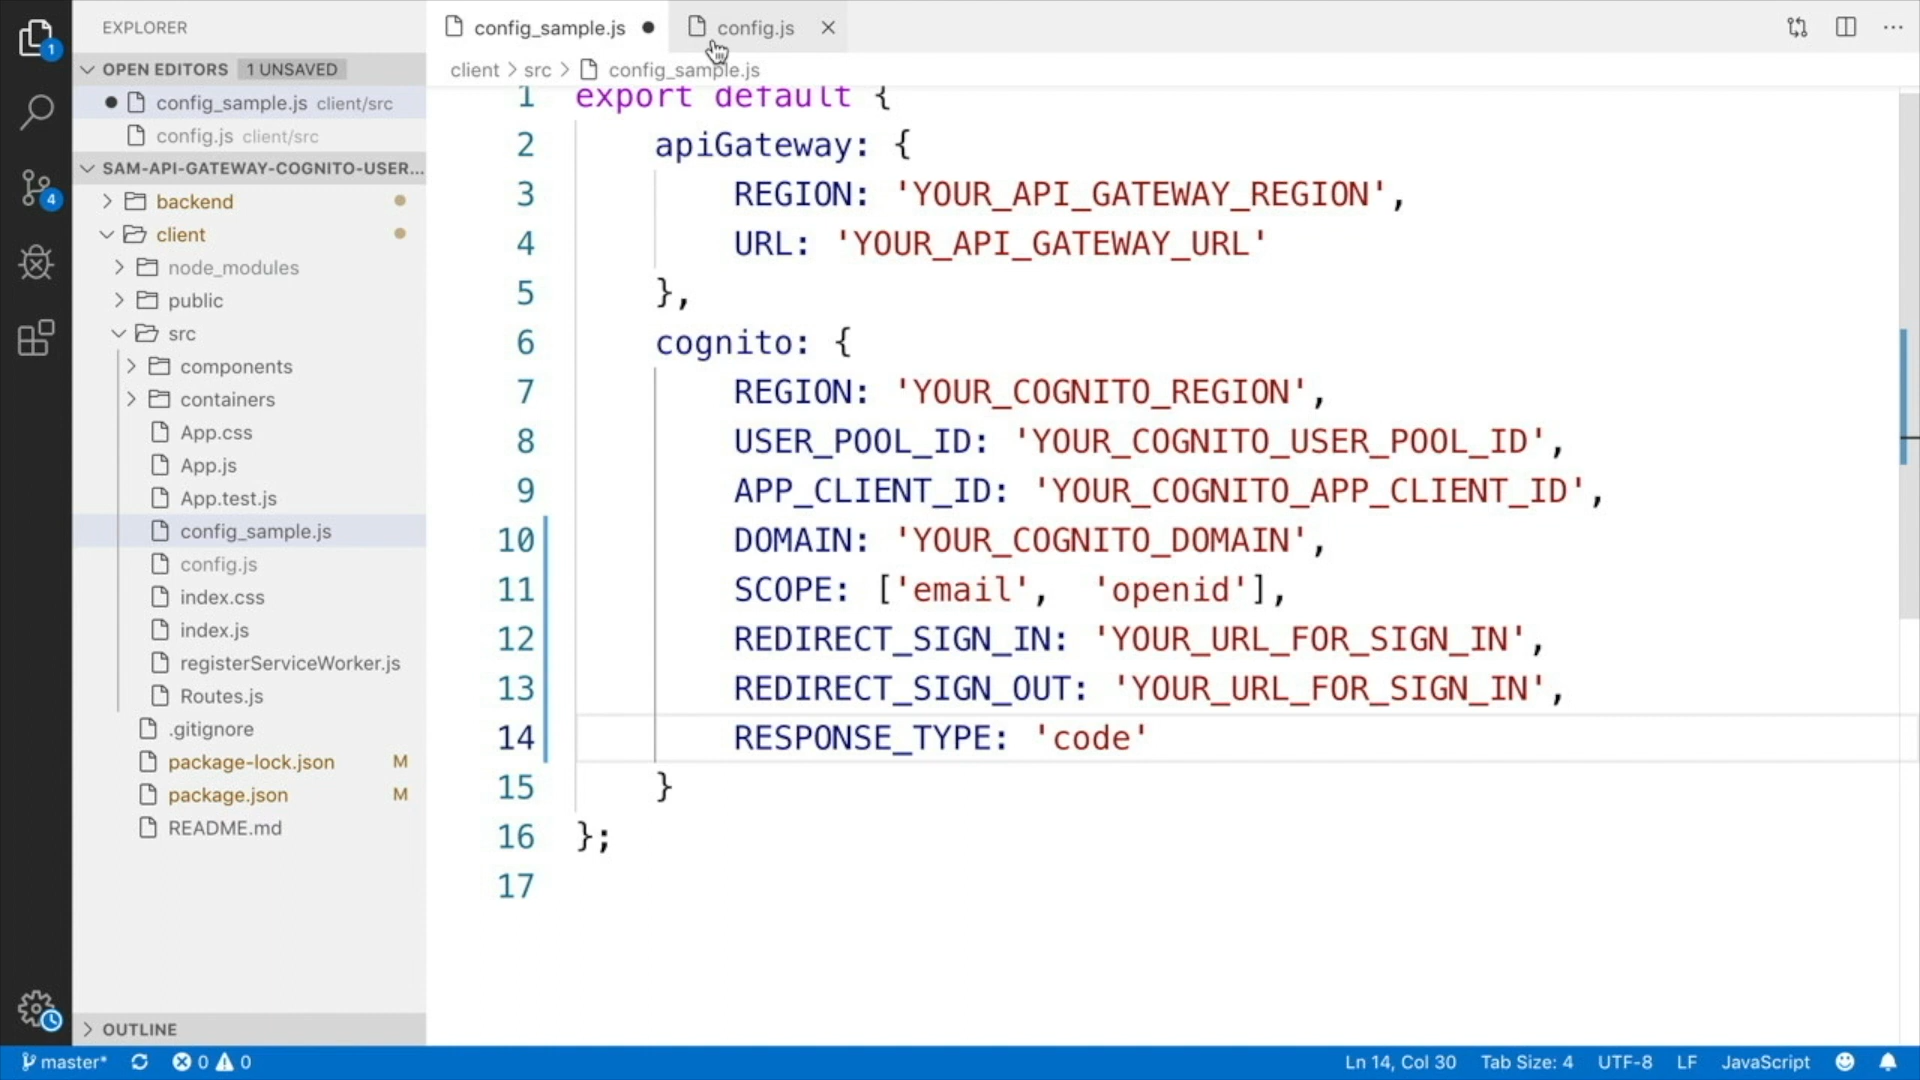 EXPLORER
OPEN EDITORS 1 UNSAVED
config_sample.js client/src
config.js client/src
SAM-API-GATEWAY-COGNITO-USER...
backend
client
node_modules
public
src
components
containers
App.css
App.js
App.test.js
config_sample.js
config.js
index.css
index.js
registerServiceWorker.js
Routes.js
.gitignore
package-lock.json M
package.json M
README.md
OUTLINE
1
4
config_sample.js
config.js
client > src > config_sample.js
1 export default {
2 apiGateway: {
3 REGION: 'YOUR_API_GATEWAY_REGION',
4 URL: 'YOUR_API_GATEWAY_URL'
5 },
6 cognito: {
7 REGION: 'YOUR_COGNITO_REGION',
8 USER_POOL_ID: 'YOUR_COGNITO_USER_POOL_ID',
9 APP_CLIENT_ID: 'YOUR_COGNITO_APP_CLIENT_ID',
10 DOMAIN: 'YOUR_COGNITO_DOMAIN',
11 SCOPE: ['email', 'openid'],
12 REDIRECT_SIGN_IN: 'YOUR_URL_FOR_SIGN_IN',
13 REDIRECT_SIGN_OUT: 'YOUR_URL_FOR_SIGN_IN',
14 RESPONSE_TYPE: 'code'
15 }
16 };
17
master* 0 0 Ln 14, Col 30 Tab Size: 4 UTF-8 LF JavaScript